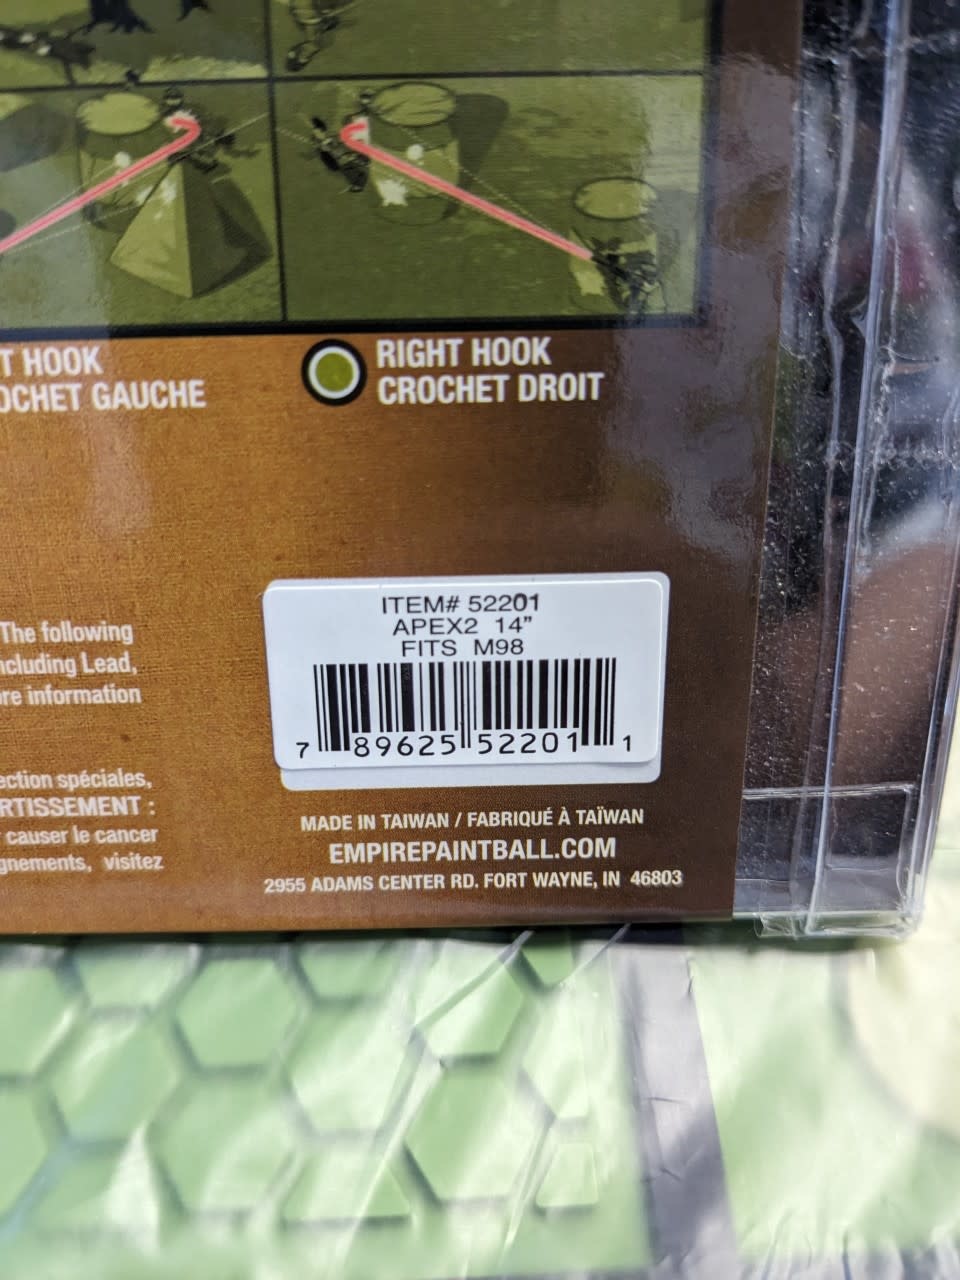 T HOOK
OCHET GAUCHE
RIGHT HOOK
CROCHET DROIT
The following
ncluding Lead,
re information
ection spéciales,
RTISSEMENT :
causer le cancer
gnements, visitez
ITEM# 52201
APEX2 14”
FITS M98
7 89625 52201 1
MADE IN TAIWAN / FABRIQUÉ À TAÏWAN
EMPIREPAINTBALL.COM
2955 ADAMS CENTER RD. FORT WAYNE, IN 46803